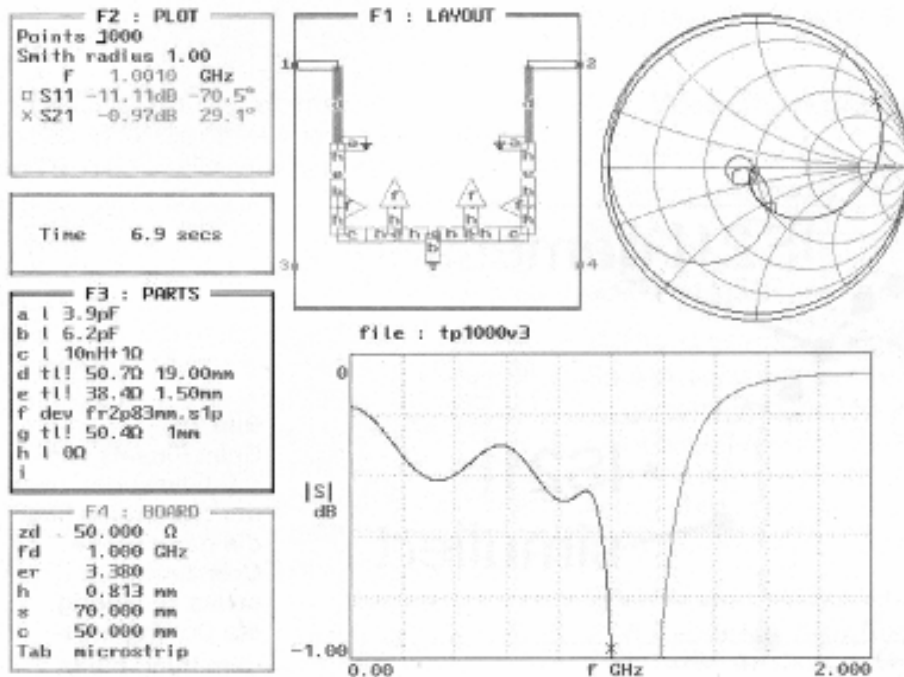 F2 : PLOT
Points 1000
Smith radius 1.00
f 1.0010 GHz
S11 -11.11dB -70.5°
× S21 -0.97dB 29.1°
Time 6.9 secs
F3 : PARTS
a l 3.9pF
b l 6.2pF
c l 10nH+1Ω
d tl! 50.7Ω 19.00mm
e tl! 38.4Ω 1.50mm
f dev fr2p83mm.s1p
g tl! 50.4Ω 1mm
h l 0Ω
i
F4 : BOARD
zd 50.000 Ω
fd 1.000 GHz
er 3.380
h 0.813 mm
s 70.000 mm
c 50.000 mm
Tab microstrip
F1 : LAYOUT
1 2
a a
h h
e
b
f f
h h
c h e h h e h c
b
3 4
file : tp1000v3
0
|S|
dB
-1.00
0.00 f GHz 2.000